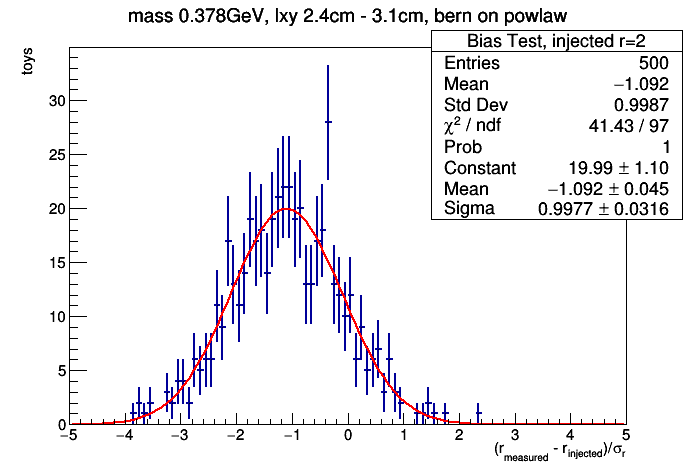 mass 0.378GeV, lxy 2.4cm - 3.1cm, bern on powlaw
Bias Test, injected r=2
Entries 500
Mean −1.092
Std Dev 0.9987
χ² / ndf 41.43 / 97
Prob 1
Constant 19.99 ± 1.10
Mean −1.092 ± 0.045
Sigma 0.9977 ± 0.0316
toys
30
25
20
15
10
5
0
−5 −4 −3 −2 −1 0 1 2 3 4 5
(r_measured - r_injected)/σ_r